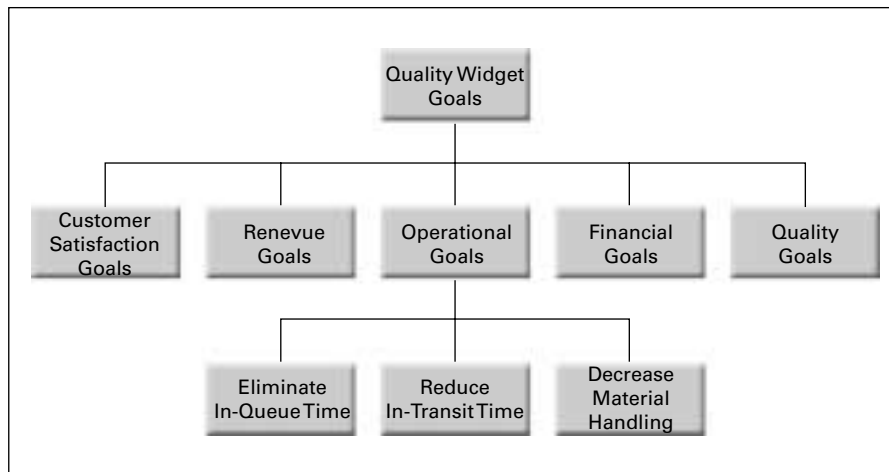 Quality Widget
Goals
Customer
Satisfaction
Goals
Renevue
Goals
Operational
Goals
Financial
Goals
Quality
Goals
Eliminate
In-Queue Time
Reduce
In-Transit Time
Decrease
Material
Handling